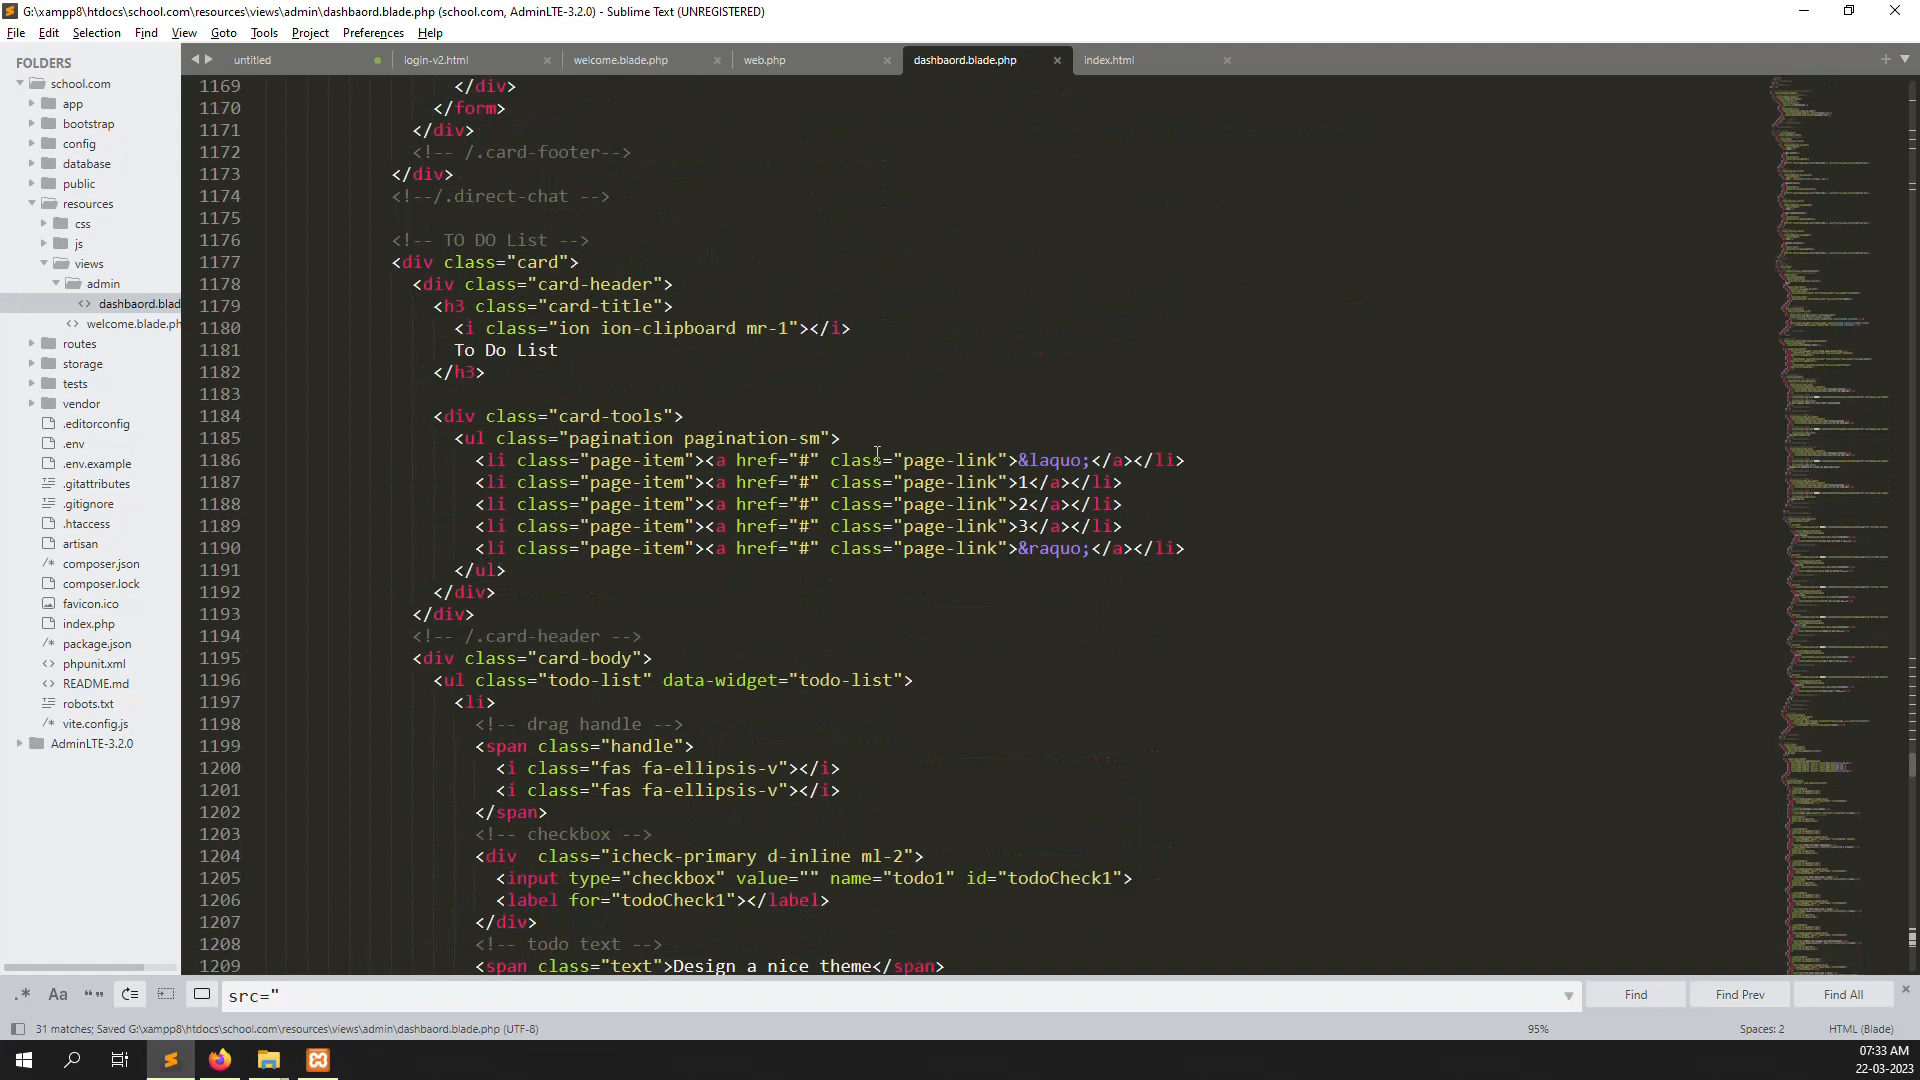 G:\xampp8\htdocs\school.com\resources\views\admin\dashbaord.blade.php (school.com, AdminLTE-3.2.0) - Sublime Text (UNREGISTERED)
File Edit Selection Find View Goto Tools Project Preferences Help
FOLDERS
school.com
app
bootstrap
config
database
public
resources
css
js
views
admin
dashbaord.blad
welcome.blade.ph
routes
storage
tests
vendor
.editorconfig
.env
.env.example
.gitattributes
.gitignore
.htaccess
artisan
composer.json
composer.lock
favicon.ico
index.php
package.json
phpunit.xml
README.md
robots.txt
vite.config.js
AdminLTE-3.2.0
untitled login-v2.html welcome.blade.php web.php dashbaord.blade.php index.html
1169 </div>
1170 </form>
1171 </div>
1172 <!-- /.card-footer-->
1173 </div>
1174 <!--/.direct-chat -->
1175
1176 <!-- TO DO List -->
1177 <div class="card">
1178 <div class="card-header">
1179 <h3 class="card-title">
1180 <i class="ion ion-clipboard mr-1"></i>
1181 To Do List
1182 </h3>
1183
1184 <div class="card-tools">
1185 <ul class="pagination pagination-sm">
1186 <li class="page-item"><a href="#" class="page-link">&laquo;</a></li>
1187 <li class="page-item"><a href="#" class="page-link">1</a></li>
1188 <li class="page-item"><a href="#" class="page-link">2</a></li>
1189 <li class="page-item"><a href="#" class="page-link">3</a></li>
1190 <li class="page-item"><a href="#" class="page-link">&raquo;</a></li>
1191 </ul>
1192 </div>
1193 </div>
1194 <!-- /.card-header -->
1195 <div class="card-body">
1196 <ul class="todo-list" data-widget="todo-list">
1197 <li>
1198 <!-- drag handle -->
1199 <span class="handle">
1200 <i class="fas fa-ellipsis-v"></i>
1201 <i class="fas fa-ellipsis-v"></i>
1202 </span>
1203 <!-- checkbox -->
1204 <div  class="icheck-primary d-inline ml-2">
1205 <input type="checkbox" value="" name="todo1" id="todoCheck1">
1206 <label for="todoCheck1"></label>
1207 </div>
1208 <!-- todo text -->
1209 <span class="text">Design a nice theme</span>
.* Aa src=" Find Find Prev Find All
31 matches; Saved G:\xampp8\htdocs\school.com\resources\views\admin\dashbaord.blade.php (UTF-8) 95% Spaces: 2 HTML (Blade)
07:33 AM
22-03-2023